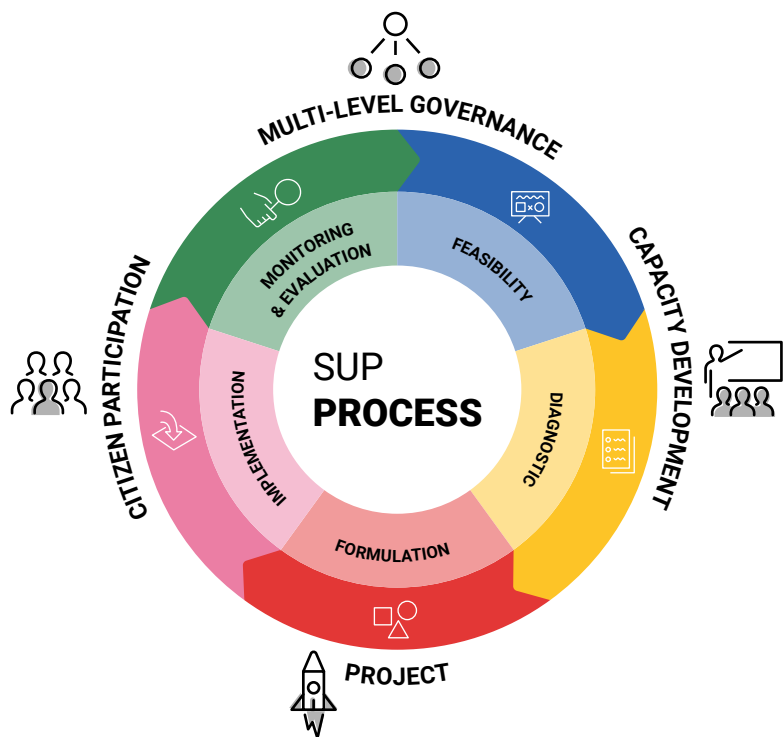 MULTI-LEVEL GOVERNANCE
CAPACITY DEVELOPMENT
PROJECT
CITIZEN PARTICIPATION
FEASIBILITY
DIAGNOSTIC
FORMULATION
IMPLEMENTATION
MONITORING
& EVALUATION
SUP
PROCESS